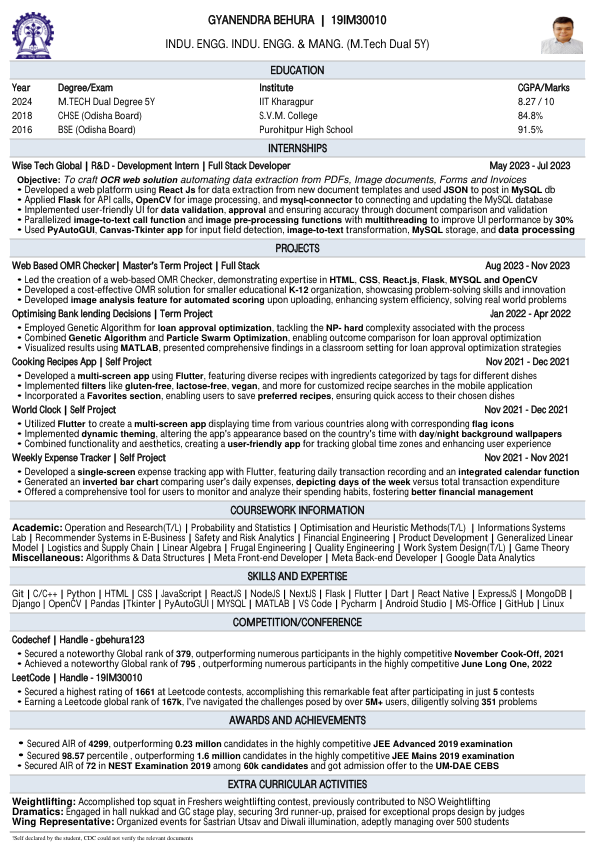 GYANENDRA BEHURA | 19IM30010
INDU. ENGG. INDU. ENGG. & MANG. (M.Tech Dual 5Y)
EDUCATION
Year Degree/Exam Institute CGPA/Marks
2024 M.TECH Dual Degree 5Y IIT Kharagpur 8.27 / 10
2018 CHSE (Odisha Board) S.V.M. College 84.8%
2016 BSE (Odisha Board) Purohitpur High School 91.5%
INTERNSHIPS
Wise Tech Global | R&D - Development Intern | Full Stack Developer May 2023 - Jul 2023
Objective: To craft OCR web solution automating data extraction from PDFs, Image documents, Forms and Invoices
• Developed a web platform using React Js for data extraction from new document templates and used JSON to post in MySQL db
• Applied Flask for API calls, OpenCV for image processing, and mysql-connector to connecting and updating the MySQL database
• Implemented user-friendly UI for data validation, approval and ensuring accuracy through document comparison and validation
• Parallelized image-to-text call function and image pre-processing functions with multithreading to improve UI performance by 30%
• Used PyAutoGUI, Canvas-Tkinter app for input field detection, image-to-text transformation, MySQL storage, and data processing
PROJECTS
Web Based OMR Checker| Master's Term Project | Full Stack Aug 2023 - Nov 2023
• Led the creation of a web-based OMR Checker, demonstrating expertise in HTML, CSS, React.js, Flask, MYSQL and OpenCV
• Developed a cost-effective OMR solution for smaller educational K-12 organization, showcasing problem-solving skills and innovation
• Developed image analysis feature for automated scoring upon uploading, enhancing system efficiency, solving real world problems
Optimising Bank lending Decisions | Term Project Jan 2022 - Apr 2022
• Employed Genetic Algorithm for loan approval optimization, tackling the NP- hard complexity associated with the process
• Combined Genetic Algorithm and Particle Swarm Optimization, enabling outcome comparison for loan approval optimization
• Visualized results using MATLAB, presented comprehensive findings in a classroom setting for loan approval optimization strategies
Cooking Recipes App | Self Project Nov 2021 - Dec 2021
• Developed a multi-screen app using Flutter, featuring diverse recipes with ingredients categorized by tags for different dishes
• Implemented filters like gluten-free, lactose-free, vegan, and more for customized recipe searches in the mobile application
• Incorporated a Favorites section, enabling users to save preferred recipes, ensuring quick access to their chosen dishes
World Clock | Self Project Nov 2021 - Dec 2021
• Utilized Flutter to create a multi-screen app displaying time from various countries along with corresponding flag icons
• Implemented dynamic theming, altering the app's appearance based on the country's time with day/night background wallpapers
• Combined functionality and aesthetics, creating a user-friendly app for tracking global time zones and enhancing user experience
Weekly Expense Tracker | Self Project Nov 2021 - Nov 2021
• Developed a single-screen expense tracking app with Flutter, featuring daily transaction recording and an integrated calendar function
• Generated an inverted bar chart comparing user's daily expenses, depicting days of the week versus total transaction expenditure
• Offered a comprehensive tool for users to monitor and analyze their spending habits, fostering better financial management
COURSEWORK INFORMATION
Academic: Operation and Research(T/L) | Probability and Statistics | Optimisation and Heuristic Methods(T/L) | Informations Systems
Lab | Recommender Systems in E-Business | Safety and Risk Analytics | Financial Engineering | Product Development | Generalized Linear
Model | Logistics and Supply Chain | Linear Algebra | Frugal Engineering | Quality Engineering | Work System Design(T/L) | Game Theory
Miscellaneous: Algorithms & Data Structures | Meta Front-end Developer | Meta Back-end Developer | Google Data Analytics
SKILLS AND EXPERTISE
Git | C/C++ | Python | HTML | CSS | JavaScript | ReactJS | NodeJS | NextJS | Flask | Flutter | Dart | React Native | ExpressJS | MongoDB |
Django | OpenCV | Pandas |Tkinter | PyAutoGUI | MYSQL | MATLAB | VS Code | Pycharm | Android Studio | MS-Office | GitHub | Linux
COMPETITION/CONFERENCE
Codechef | Handle - gbehura123
• Secured a noteworthy Global rank of 379, outperforming numerous participants in the highly competitive November Cook-Off, 2021
• Achieved a noteworthy Global rank of 795 , outperforming numerous participants in the highly competitive June Long One, 2022
LeetCode | Handle - 19IM30010
• Secured a highest rating of 1661 at Leetcode contests, accomplishing this remarkable feat after participating in just 5 contests
• Earning a Leetcode global rank of 167k, I've navigated the challenges posed by over 5M+ users, diligently solving 351 problems
AWARDS AND ACHIEVEMENTS
• Secured AIR of 4299, outperforming 0.23 millon candidates in the highly competitive JEE Advanced 2019 examination
• Secured 98.57 percentile , outperforming 1.6 million candidates in the highly competitive JEE Mains 2019 examination
• Secured AIR of 72 in NEST Examination 2019 among 60k candidates and got admission offer to the UM-DAE CEBS
EXTRA CURRICULAR ACTIVITIES
Weightlifting: Accomplished top squat in Freshers weightlifting contest, previously contributed to NSO Weightlifting
Dramatics: Engaged in hall nukkad and GC stage play, securing 3rd runner-up, praised for exceptional props design by judges
Wing Representative: Organized events for Sastrian Utsav and Diwali illumination, adeptly managing over 500 students
*Self declared by the student, CDC could not verify the relevant documents